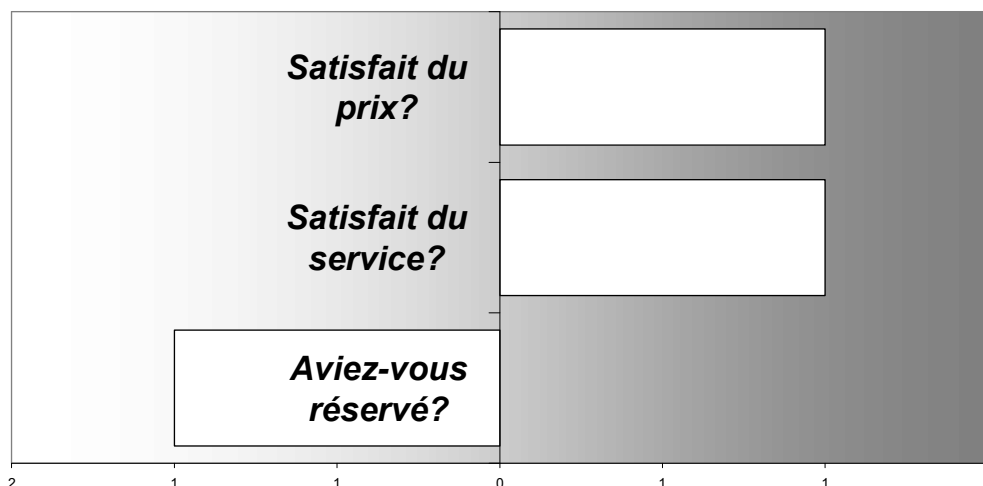 Satisfait du
prix?
Satisfait du
service?
Aviez-vous
réservé?
2 1 1 0 1 1